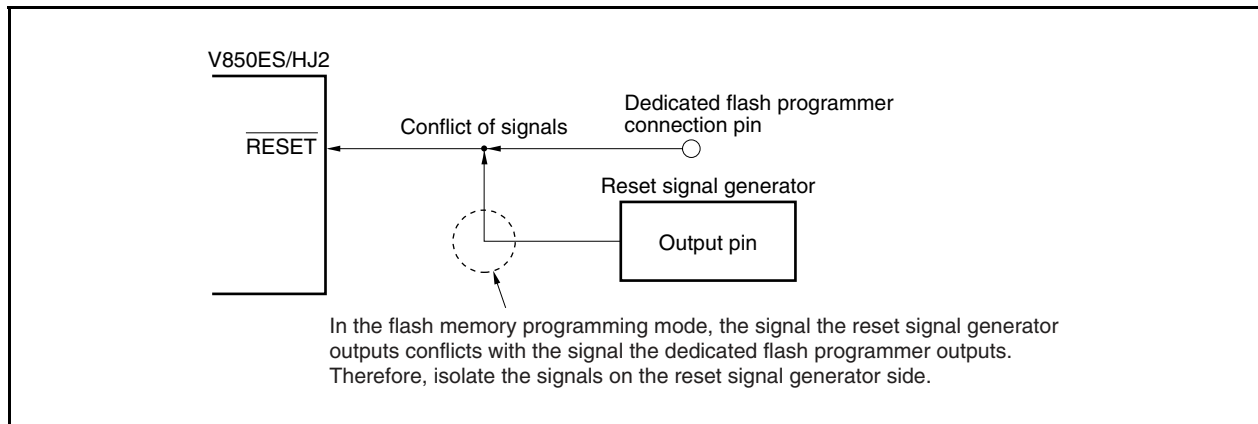 V850ES/HJ2
RESET
Conflict of signals
Dedicated flash programmer
connection pin
Reset signal generator
Output pin
In the flash memory programming mode, the signal the reset signal generator
outputs conflicts with the signal the dedicated flash programmer outputs.
Therefore, isolate the signals on the reset signal generator side.